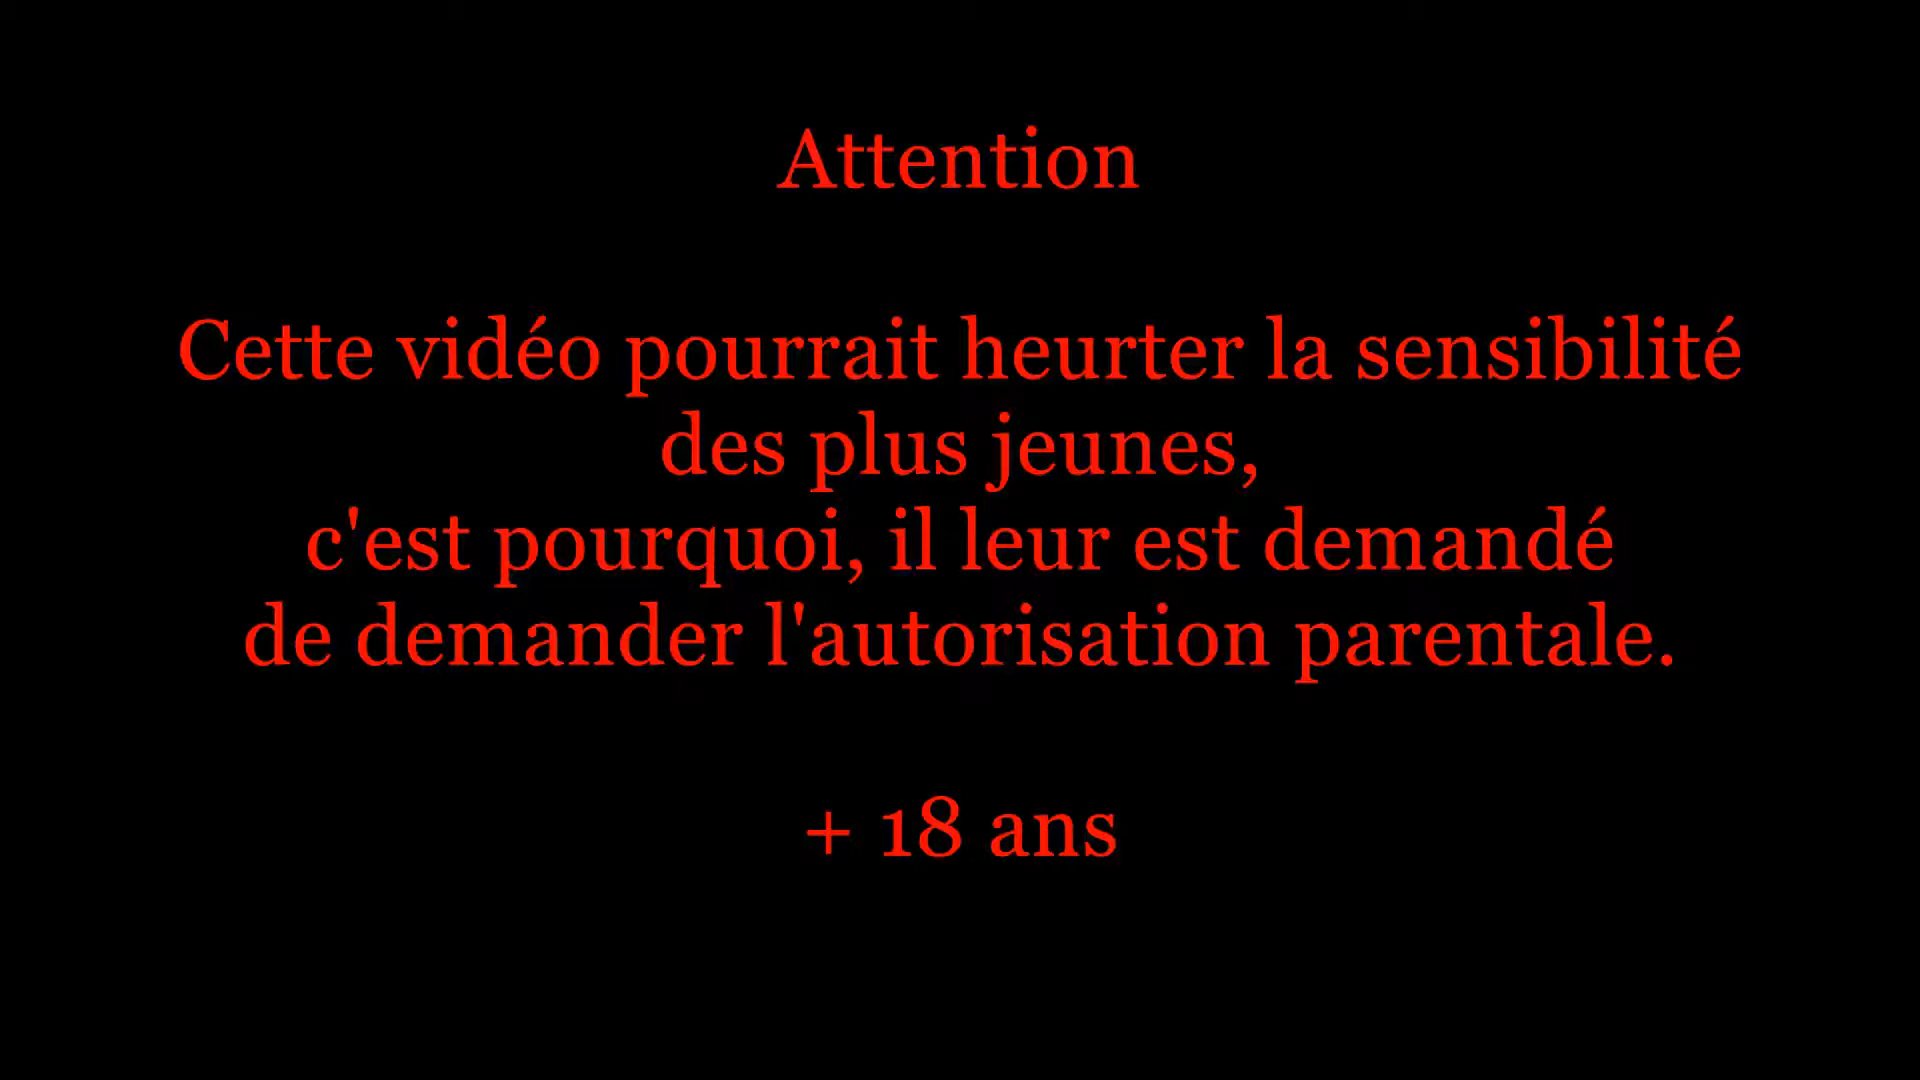 Attention
Cette vidéo pourrait heurter la sensibilité
des plus jeunes,
c'est pourquoi, il leur est demandé
de demander l'autorisation parentale.
+ 18 ans